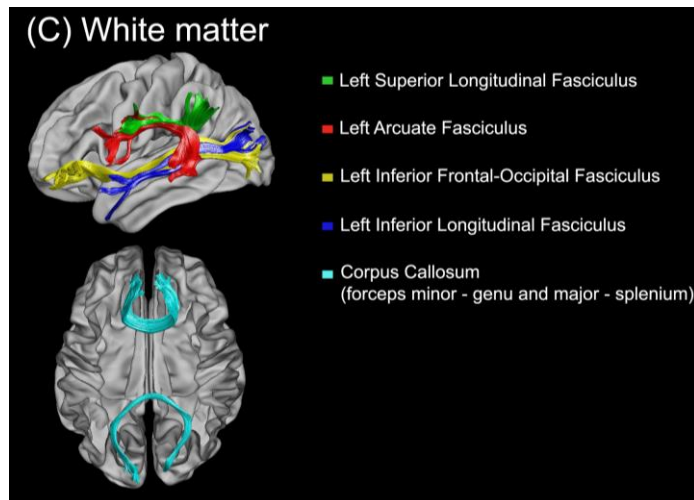 (C) White matter
Left Superior Longitudinal Fasciculus
Left Arcuate Fasciculus
Left Inferior Frontal-Occipital Fasciculus
Left Inferior Longitudinal Fasciculus
Corpus Callosum
(forceps minor - genu and major - splenium)